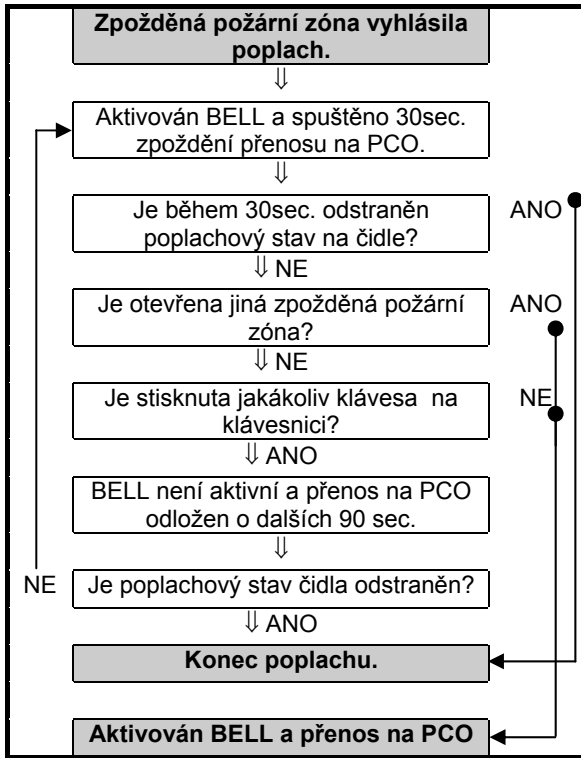 Zpožděná požární zóna vyhlásila
poplach.
⇓
Aktivován BELL a spuštěno 30sec.
zpoždění přenosu na PCO.
⇓
Je během 30sec. odstraněn
poplachový stav na čidle?
ANO
⇓ NE
Je otevřena jiná zpožděná požární
zóna?
ANO
⇓ NE
Je stisknuta jakákoliv klávesa na
klávesnici?
NE
⇓ ANO
BELL není aktivní a přenos na PCO
odložen o dalších 90 sec.
⇓
NE
Je poplachový stav čidla odstraněn?
⇓ ANO
Konec poplachu.
Aktivován BELL a přenos na PCO